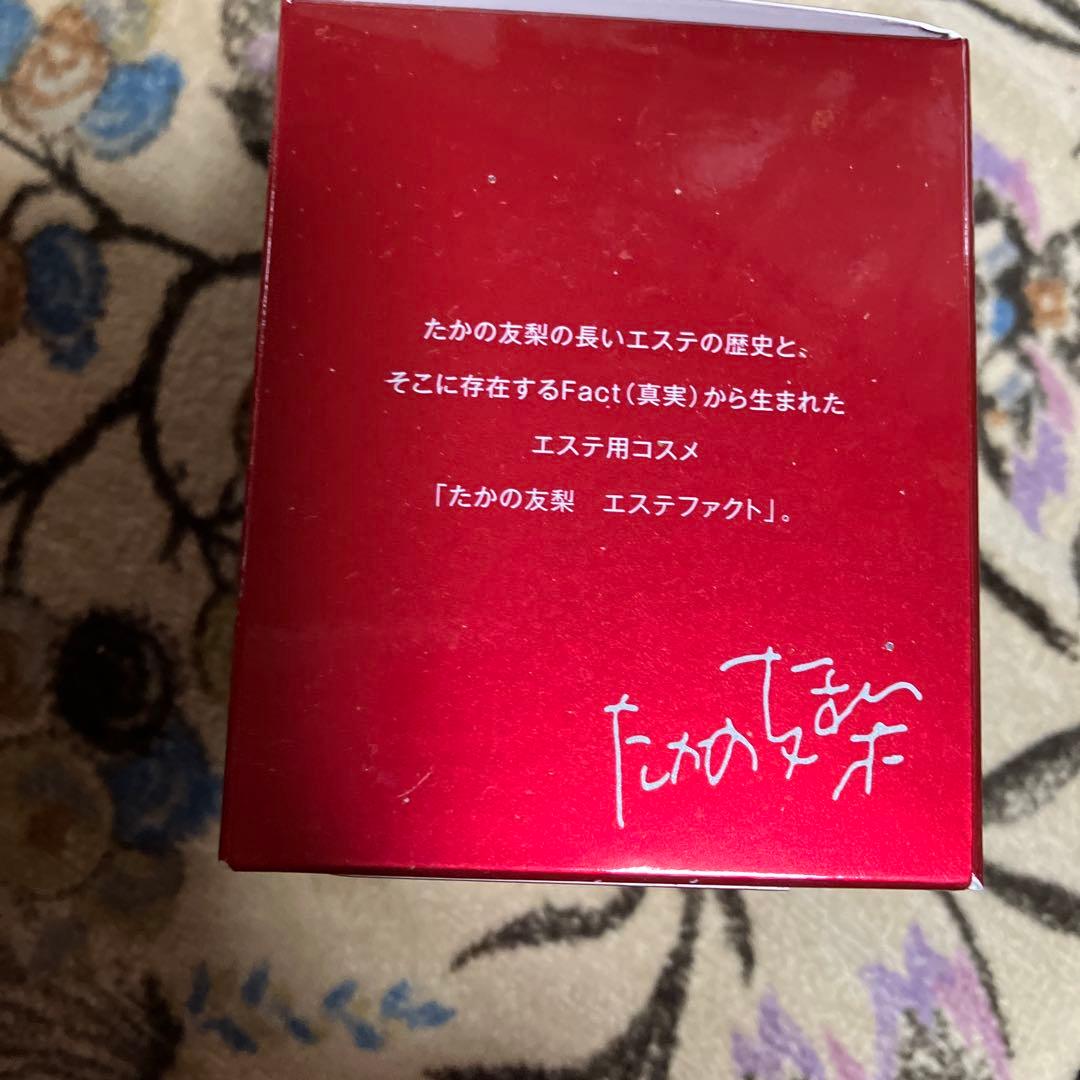 たかの友梨の長いエステの歴史と、
そこに存在するFact（真実）から生まれた
エステ用コスメ
「たかの友梨　エステファクト」。
たかの友梨